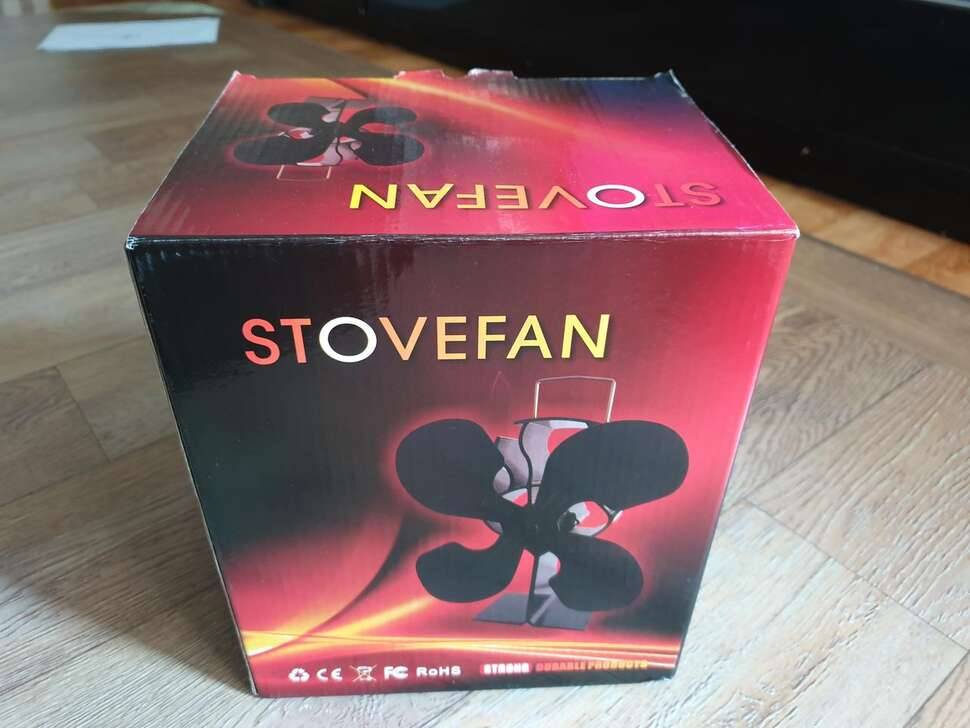 STOVEFAN
STOVEFAN
CE FC RoHS STRONG DURABLE PRODUCTS